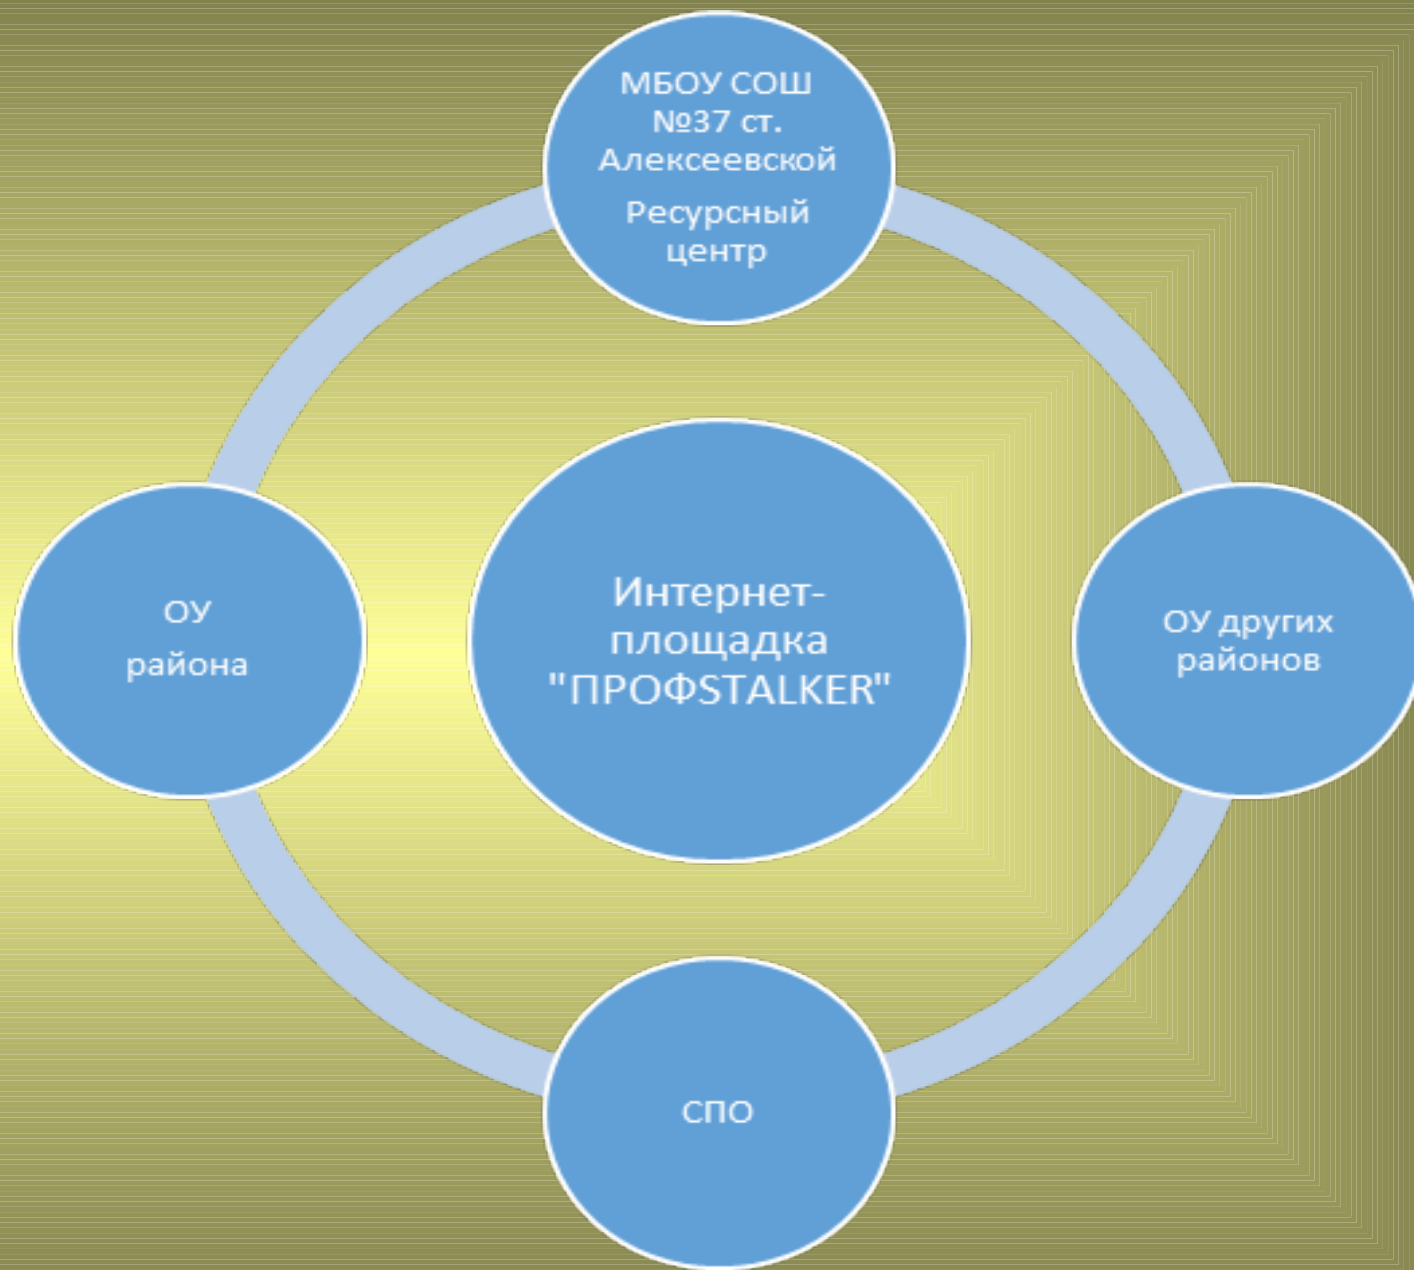 МБОУ СОШ
№37 ст.
Алексеевской
Ресурсный
центр
ОУ
района
Интернет-
площадка
"ПРОФSTALKER"
ОУ других
районов
СПО